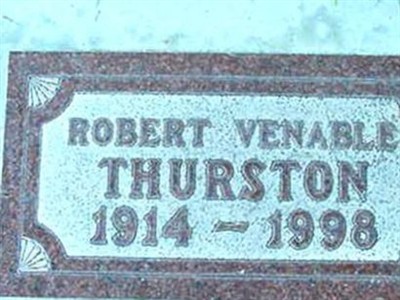 ROBERT VENABLE
THURSTON
1914 – 1998